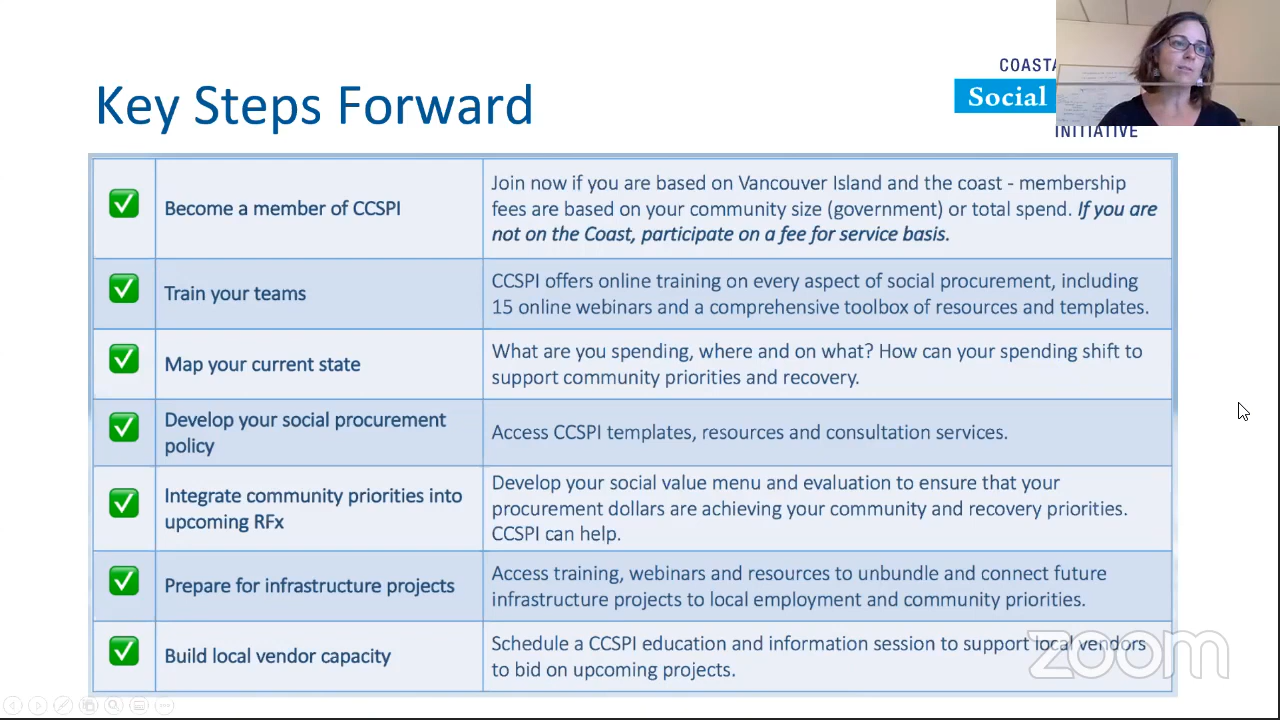 COASTA
Social
INITIATIVE
Key Steps Forward
Become a member of CCSPI
Join now if you are based on Vancouver Island and the coast - membership
fees are based on your community size (government) or total spend. If you are
not on the Coast, participate on a fee for service basis.
Train your teams
CCSPI offers online training on every aspect of social procurement, including
15 online webinars and a comprehensive toolbox of resources and templates.
Map your current state
What are you spending, where and on what? How can your spending shift to
support community priorities and recovery.
Develop your social procurement
policy
Access CCSPI templates, resources and consultation services.
Integrate community priorities into
upcoming RFx
Develop your social value menu and evaluation to ensure that your
procurement dollars are achieving your community and recovery priorities.
CCSPI can help.
Prepare for infrastructure projects
Access training, webinars and resources to unbundle and connect future
infrastructure projects to local employment and community priorities.
Build local vendor capacity
Schedule a CCSPI education and information session to support local vendors
to bid on upcoming projects.
zoom